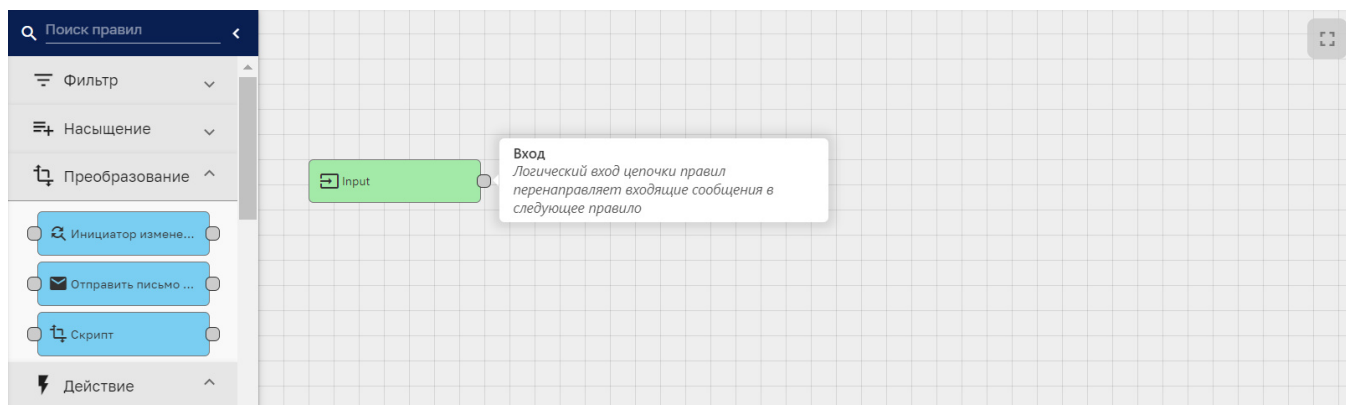 Поиск правил
Фильтр
Насыщение
Преобразование
Инициатор измене...
Отправить письмо ...
Скрипт
Действие
Input
Вход
Логический вход цепочки правил
перенаправляет входящие сообщения в
следующее правило